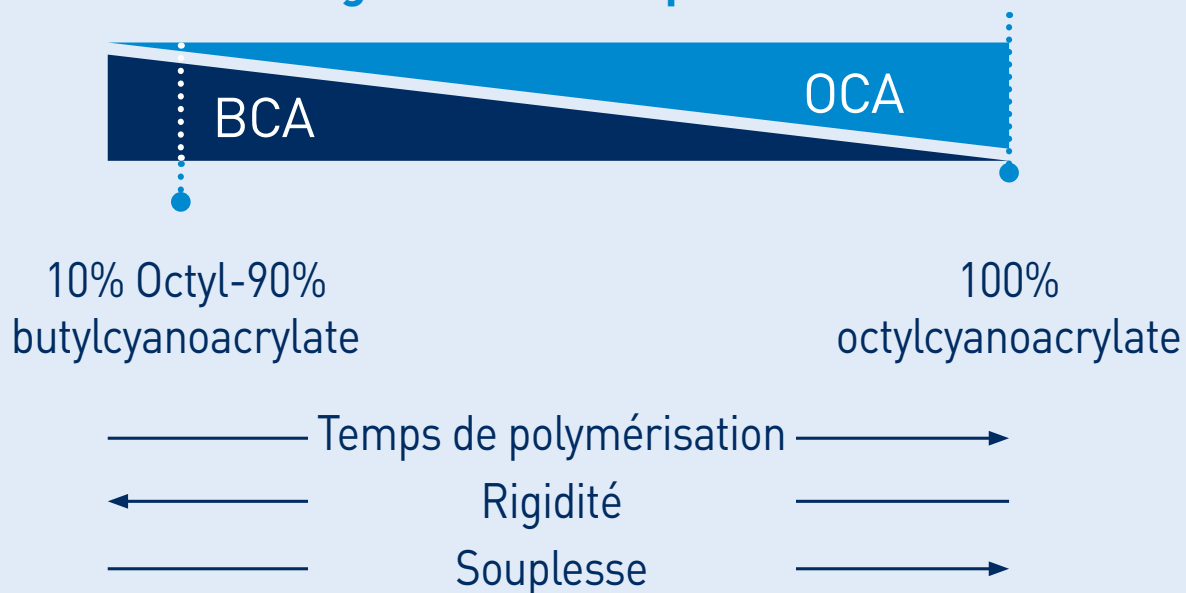 BCA
OCA
10% Octyl-90%
butylcyanoacrylate
100%
octylcyanoacrylate
Temps de polymérisation
Rigidité
Souplesse